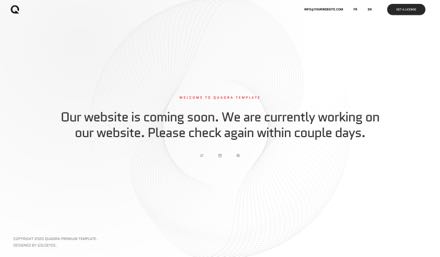 INFO@YOURWEBSITE.COM FR EN GET A LICENSE
WELCOME TO QUADRA TEMPLATE
Our website is coming soon. We are currently working on
our website. Please check again within couple days.
COPYRIGHT 2020 QUADRA PREMIUM TEMPLATE.
DESIGNED BY